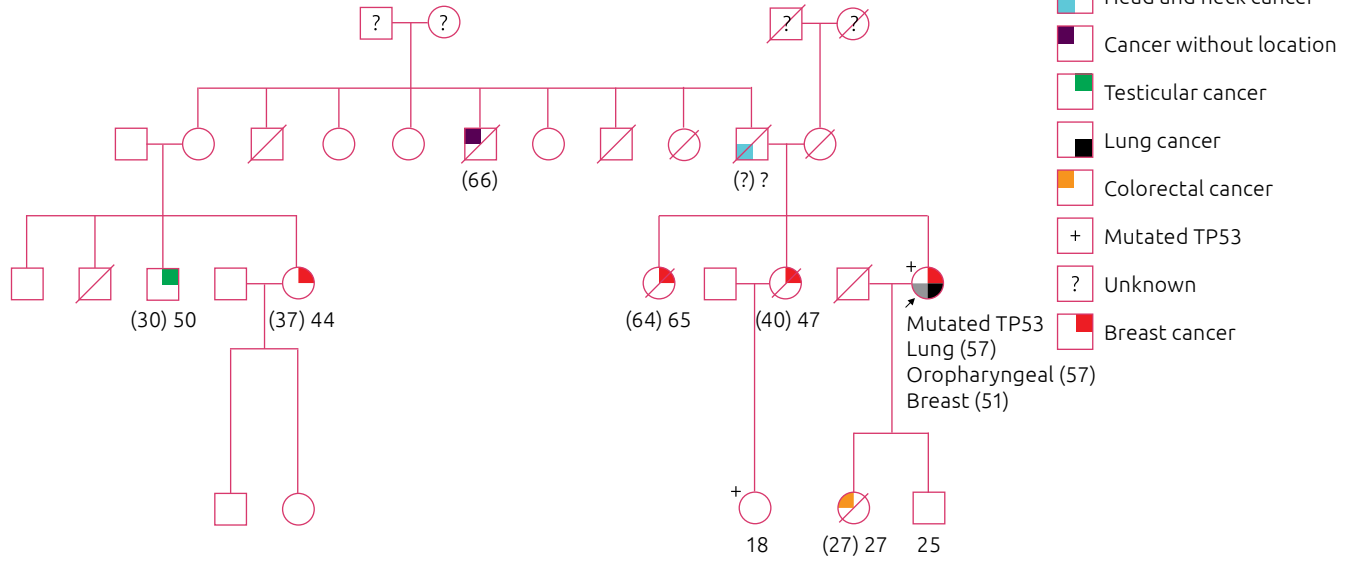 ? ? ? ?
Head and neck cancer
Cancer without location
Testicular cancer
Lung cancer
(66) (?) ?
Colorectal cancer
+ Mutated TP53
+
? Unknown
(30) 50 (37) 44 (64) 65 (40) 47
Breast cancer
Mutated TP53
Lung (57)
Oropharyngeal (57)
Breast (51)
+
18 (27) 27 25